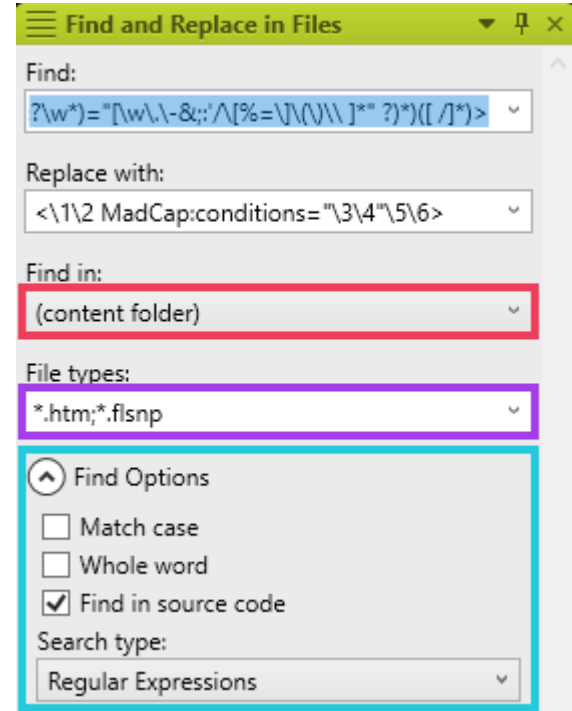 Find and Replace in Files
Find:
?\w*)="[\w\.\-&;:'/\[%=\]\(\)\\ ]*" ?)*)([ /]*)>
Replace with:
<\1\2 MadCap:conditions="\3\4"\5\6>
Find in:
(content folder)
File types:
*.htm;*.flsnp
Find Options
Match case
Whole word
Find in source code
Search type:
Regular Expressions